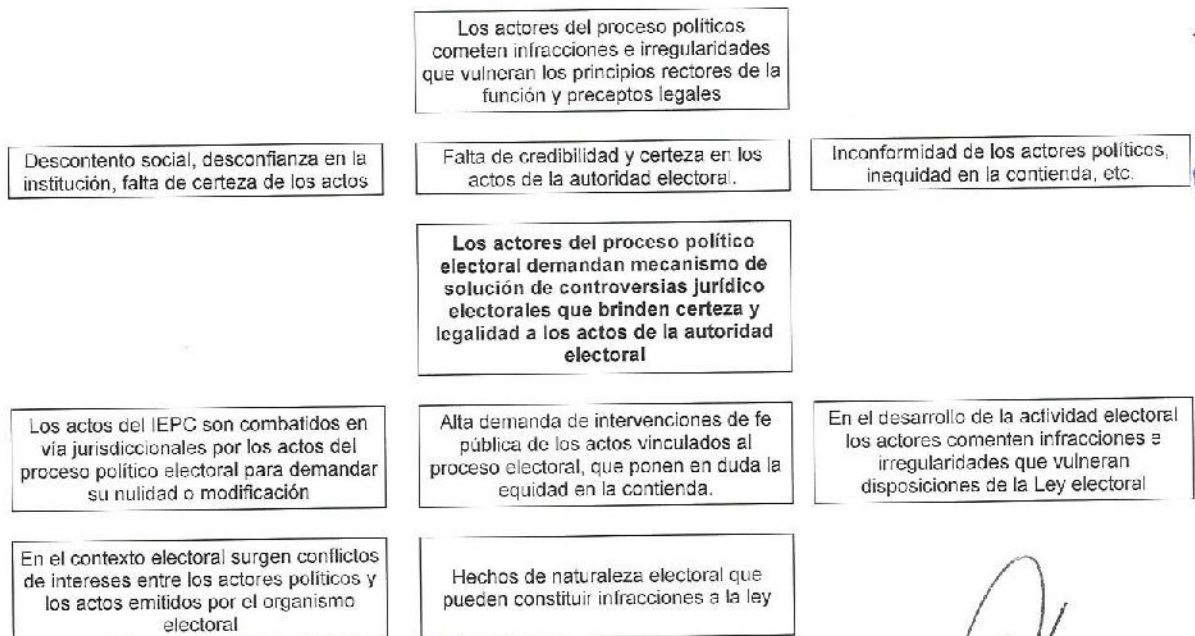 Los actores del proceso políticos
cometen infracciones e irregularidades
que vulneran los principios rectores de la
función y preceptos legales
Descontento social, desconfianza en la
institución, falta de certeza de los actos
Falta de credibilidad y certeza en los
actos de la autoridad electoral.
Inconformidad de los actores políticos,
inequidad en la contienda, etc.
Los actores del proceso político
electoral demandan mecanismo de
solución de controversias jurídico
electorales que brinden certeza y
legalidad a los actos de la autoridad
electoral
Los actos del IEPC son combatidos en
vía jurisdiccionales por los actos del
proceso político electoral para demandar
su nulidad o modificación
Alta demanda de intervenciones de fe
pública de los actos vinculados al
proceso electoral, que ponen en duda la
equidad en la contienda.
En el desarrollo de la actividad electoral
los actores comenten infracciones e
irregularidades que vulneran
disposiciones de la Ley electoral
En el contexto electoral surgen conflictos
de intereses entre los actores políticos y
los actos emitidos por el organismo
electoral
Hechos de naturaleza electoral que
pueden constituir infracciones a la ley